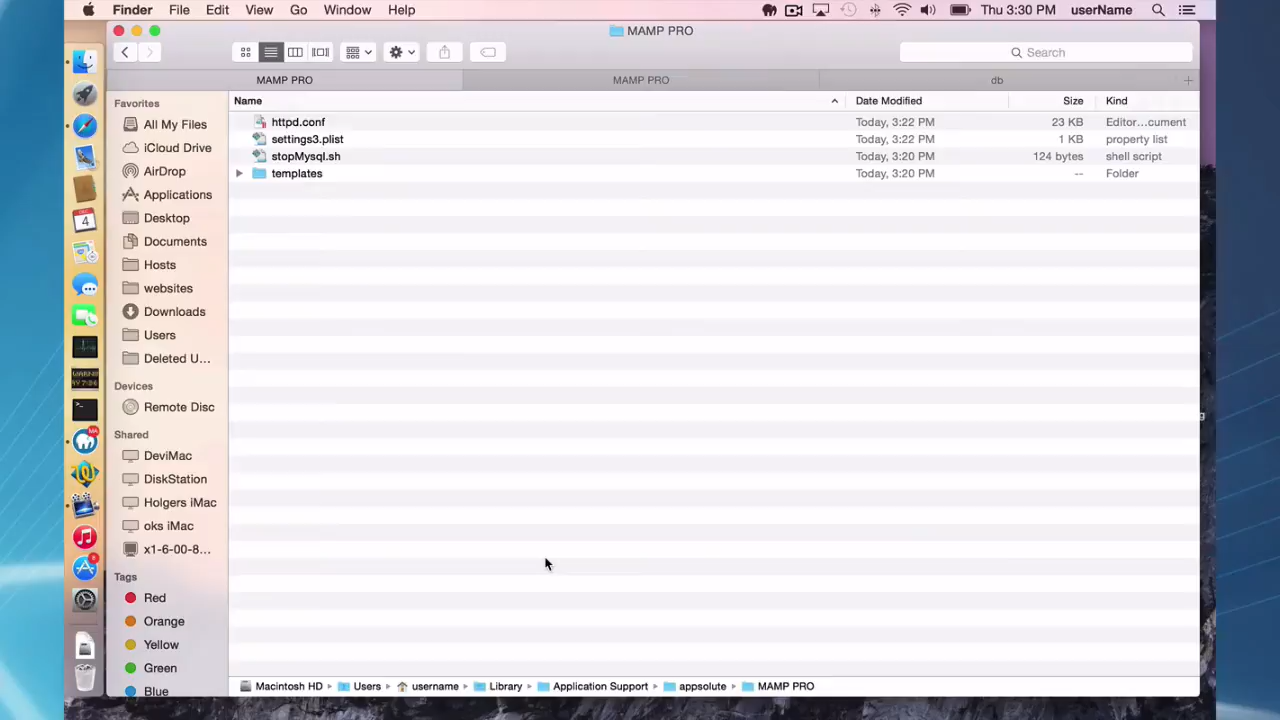 Finder File Edit View Go Window Help Thu 3:30 PM userName
MAMP PRO
Search
MAMP PRO MAMP PRO db +
Favorites
All My Files
iCloud Drive
AirDrop
Applications
Desktop
Documents
Hosts
websites
Downloads
Users
Deleted U...
Devices
Remote Disc
Shared
DeviMac
DiskStation
Holgers iMac
oks iMac
x1-6-00-8...
Tags
Red
Orange
Yellow
Green
Blue
Name Date Modified Size Kind
httpd.conf Today, 3:22 PM 23 KB Editor...cument
settings3.plist Today, 3:22 PM 1 KB property list
stopMysql.sh Today, 3:20 PM 124 bytes shell script
templates Today, 3:20 PM -- Folder
Macintosh HD Users username Library Application Support appsolute MAMP PRO
4
MA